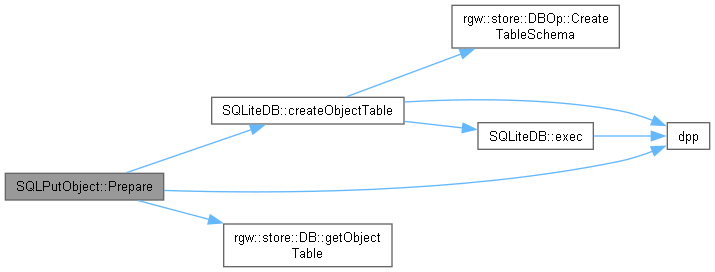 rgw::store::DBOp::Create
TableSchema
SQLiteDB::createObjectTable
SQLiteDB::exec
dpp
SQLPutObject::Prepare
rgw::store::DB::getObject
Table